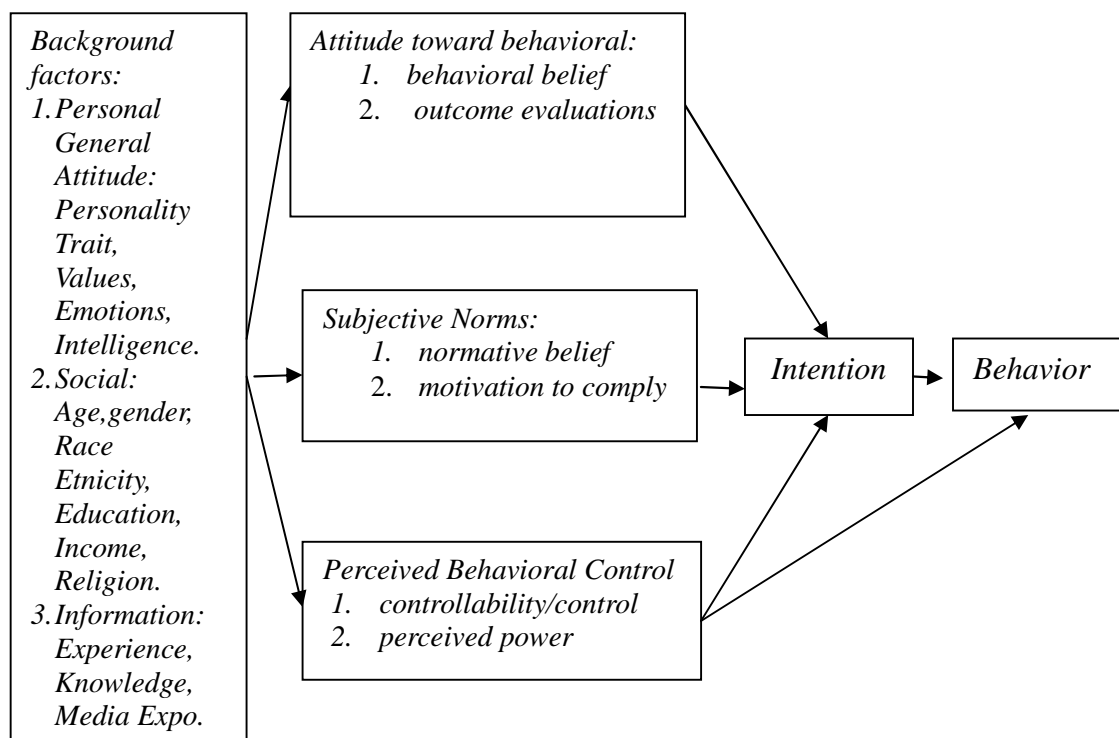 Background
factors:
1. Personal
General
Attitude:
Personality
Trait,
Values,
Emotions,
Intelligence.
2. Social:
Age,gender,
Race
Etnicity,
Education,
Income,
Religion.
3. Information:
Experience,
Knowledge,
Media Expo.
Attitude toward behavioral:
1. behavioral belief
2. outcome evaluations
Subjective Norms:
1. normative belief
2. motivation to comply
Perceived Behavioral Control
1. controllability/control
2. perceived power
Intention
Behavior